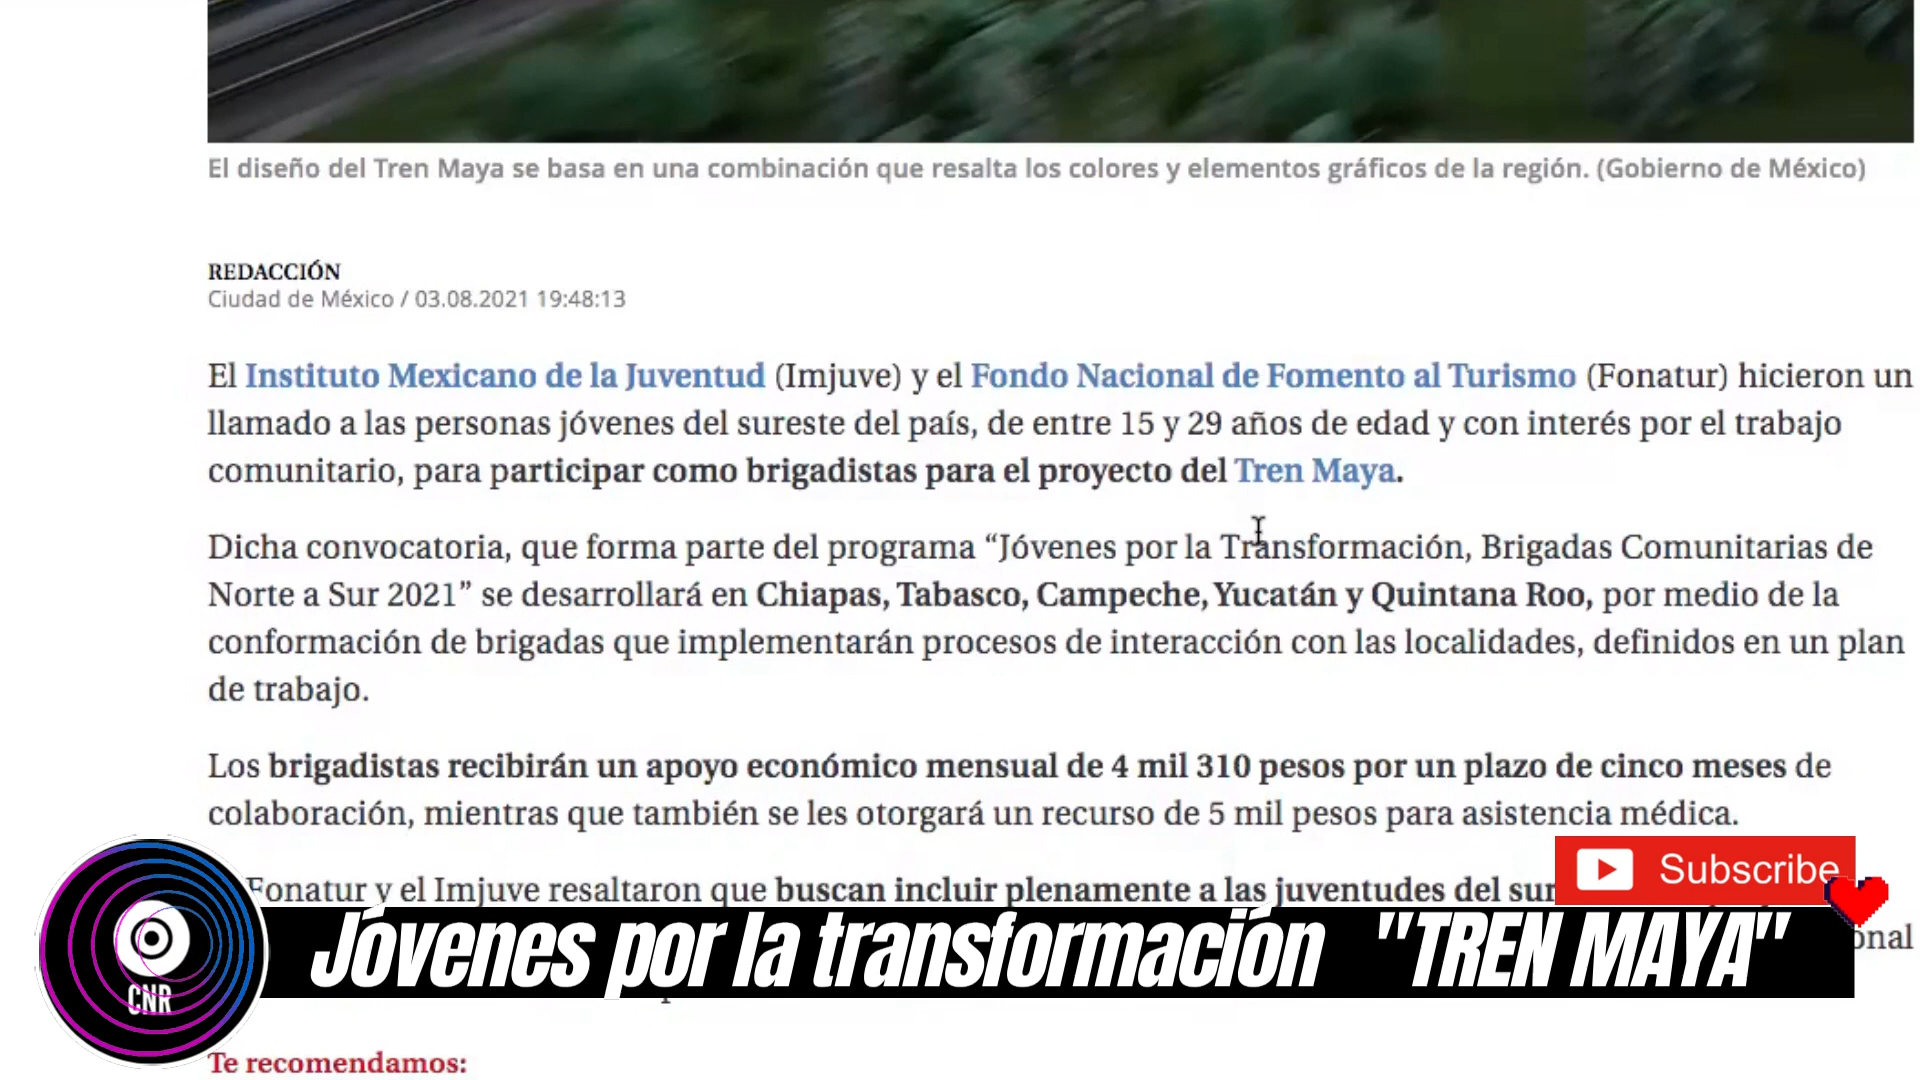 El diseño del Tren Maya se basa en una combinación que resalta los colores y elementos gráficos de la región. (Gobierno de México)
REDACCIÓN
Ciudad de México / 03.08.2021 19:48:13
El Instituto Mexicano de la Juventud (Imjuve) y el Fondo Nacional de Fomento al Turismo (Fonatur) hicieron un
llamado a las personas jóvenes del sureste del país, de entre 15 y 29 años de edad y con interés por el trabajo
comunitario, para participar como brigadistas para el proyecto del Tren Maya.
Dicha convocatoria, que forma parte del programa “Jóvenes por la Transformación, Brigadas Comunitarias de
Norte a Sur 2021” se desarrollará en Chiapas, Tabasco, Campeche, Yucatán y Quintana Roo, por medio de la
conformación de brigadas que implementarán procesos de interacción con las localidades, definidos en un plan
de trabajo.
Los brigadistas recibirán un apoyo económico mensual de 4 mil 310 pesos por un plazo de cinco meses de
colaboración, mientras que también se les otorgará un recurso de 5 mil pesos para asistencia médica.
Fonatur y el Imjuve resaltaron que buscan incluir plenamente a las juventudes del sur
Subscribe
Jóvenes por la transformación "TREN MAYA"
onal
CNR
Te recomendamos: